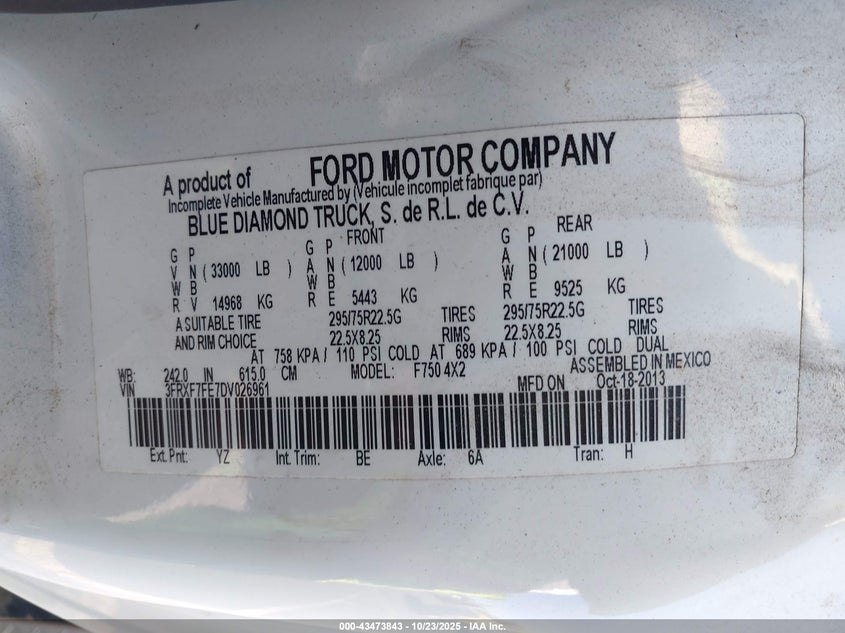 A product of FORD MOTOR COMPANY
Incomplete Vehicle Manufactured by (Vehicule incomplet fabrique par)
BLUE DIAMOND TRUCK, S. de R.L. de C.V.
FRONT REAR
G P G P G P
V N ( 33000 LB ) A N ( 12000 LB ) A N ( 21000 LB )
W B W B W B
R V 14968 KG R E 5443 KG R E 9525 KG
A SUITABLE TIRE 295/75R22.5G TIRES 295/75R22.5G TIRES
AND RIM CHOICE 22.5X8.25 RIMS 22.5X8.25 RIMS
AT 758 KPA / 110 PSI COLD AT 689 KPA / 100 PSI COLD DUAL
WB: 242.0 IN 615.0 CM MODEL: F750 4X2 ASSEMBLED IN MEXICO
VIN 3FRXF7FE7DV026961 MFD ON Oct-18-2013
Ext. Pnt: YZ Int. Trim: BE Axle: 6A Tran: H
000-43473843 | 10/23/2025 - IAA Inc.